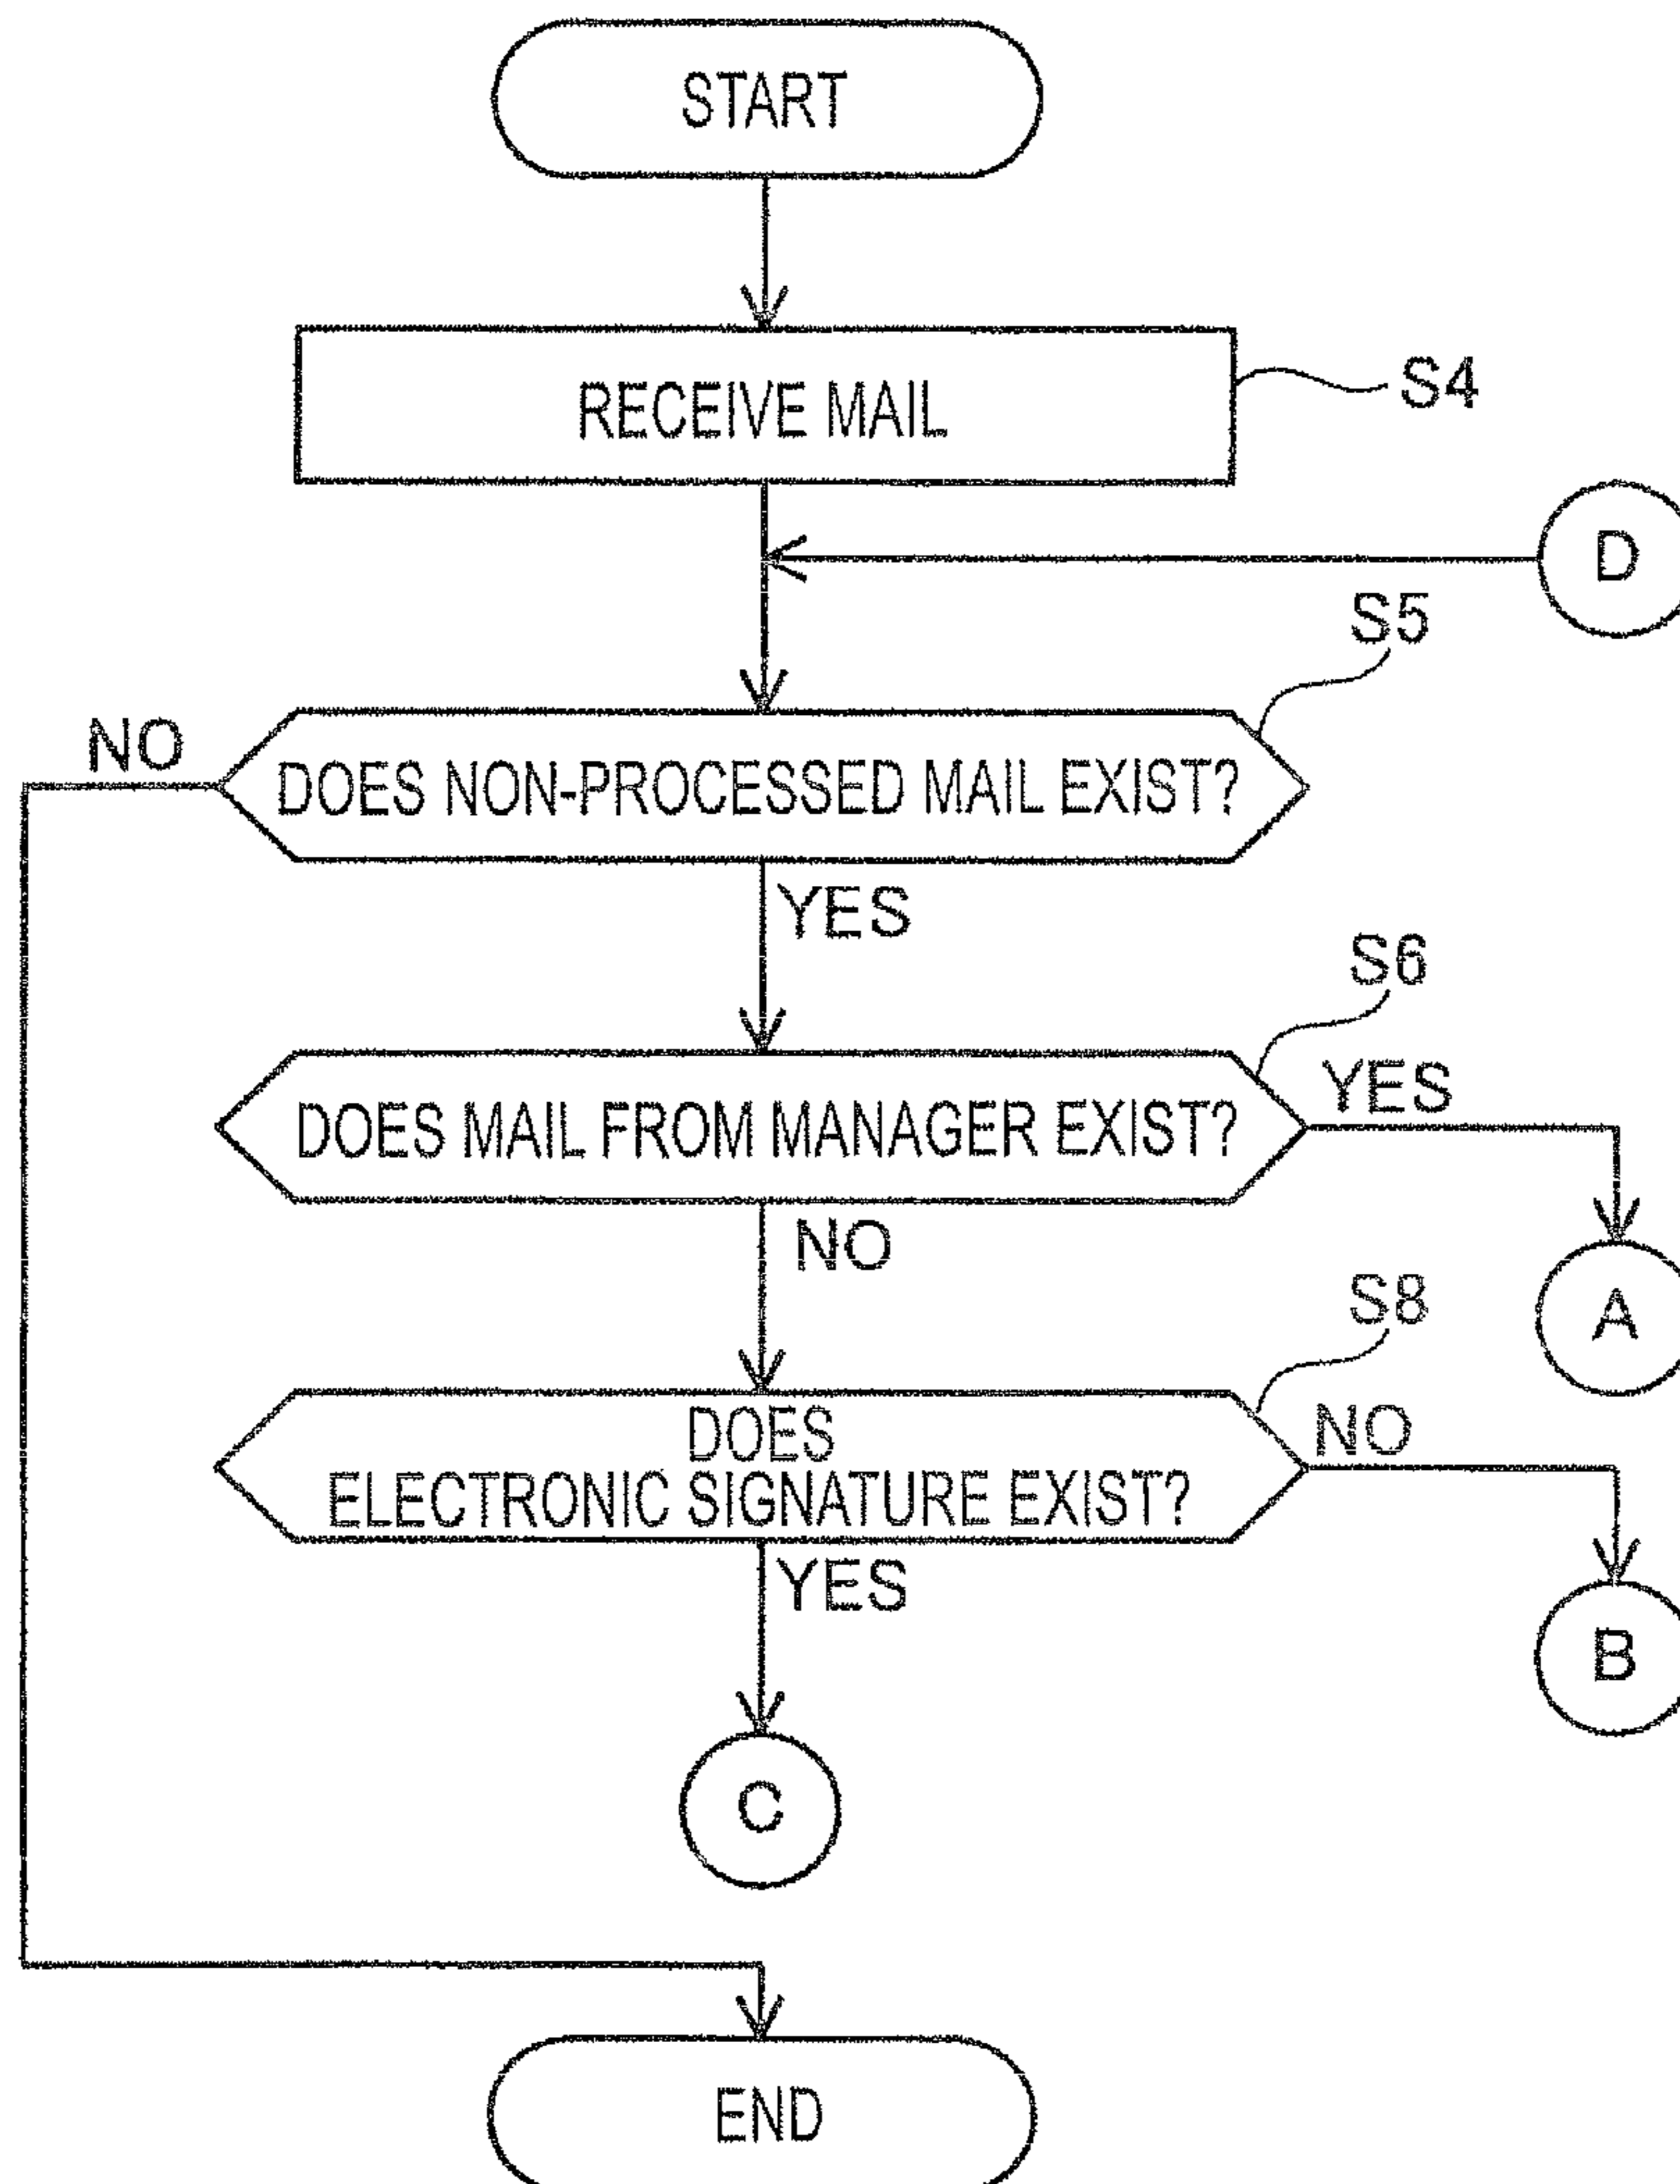 START
RECEIVE MAIL
S4
D
S5
NO
DOES NON-PROCESSED MAIL EXIST?
YES
S6
DOES MAIL FROM MANAGER EXIST?
YES
NO
A
S8
DOES
ELECTRONIC SIGNATURE EXIST?
NO
YES
B
C
END